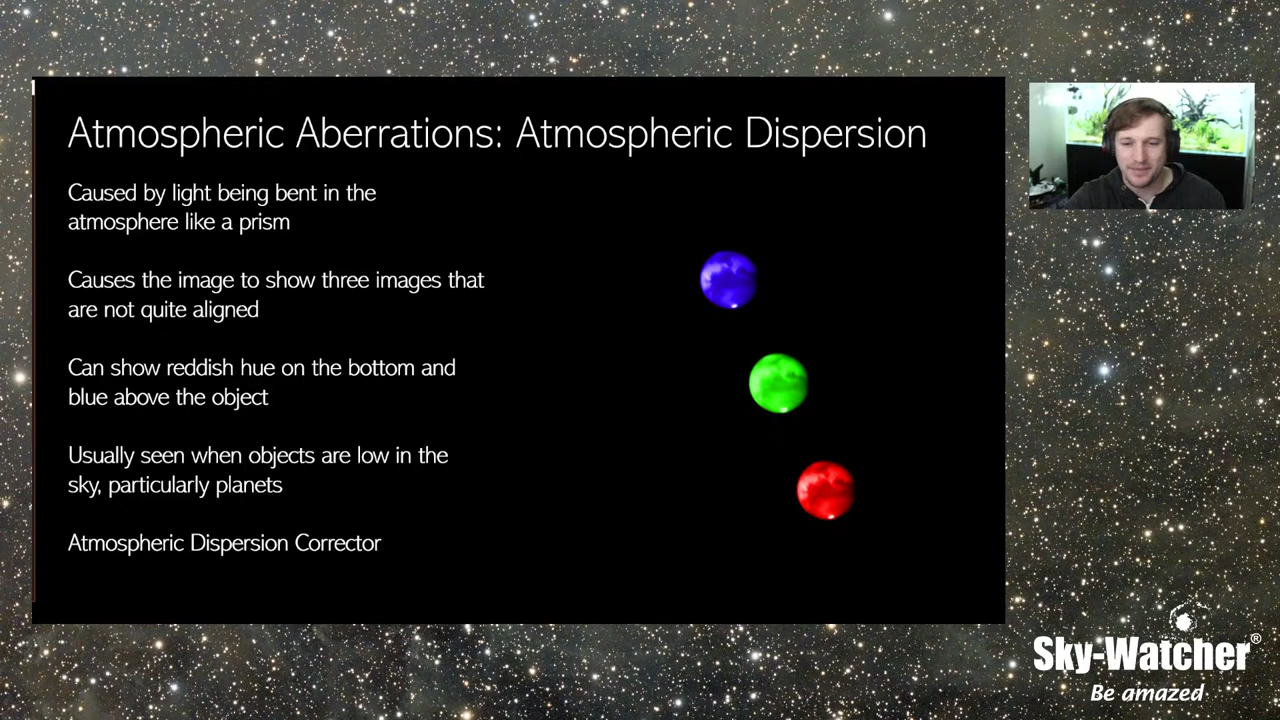 Atmospheric Aberrations: Atmospheric Dispersion
Caused by light being bent in the
atmosphere like a prism
Causes the image to show three images that
are not quite aligned
Can show reddish hue on the bottom and
blue above the object
Usually seen when objects are low in the
sky, particularly planets
Atmospheric Dispersion Corrector
Sky-Watcher®
Be amazed